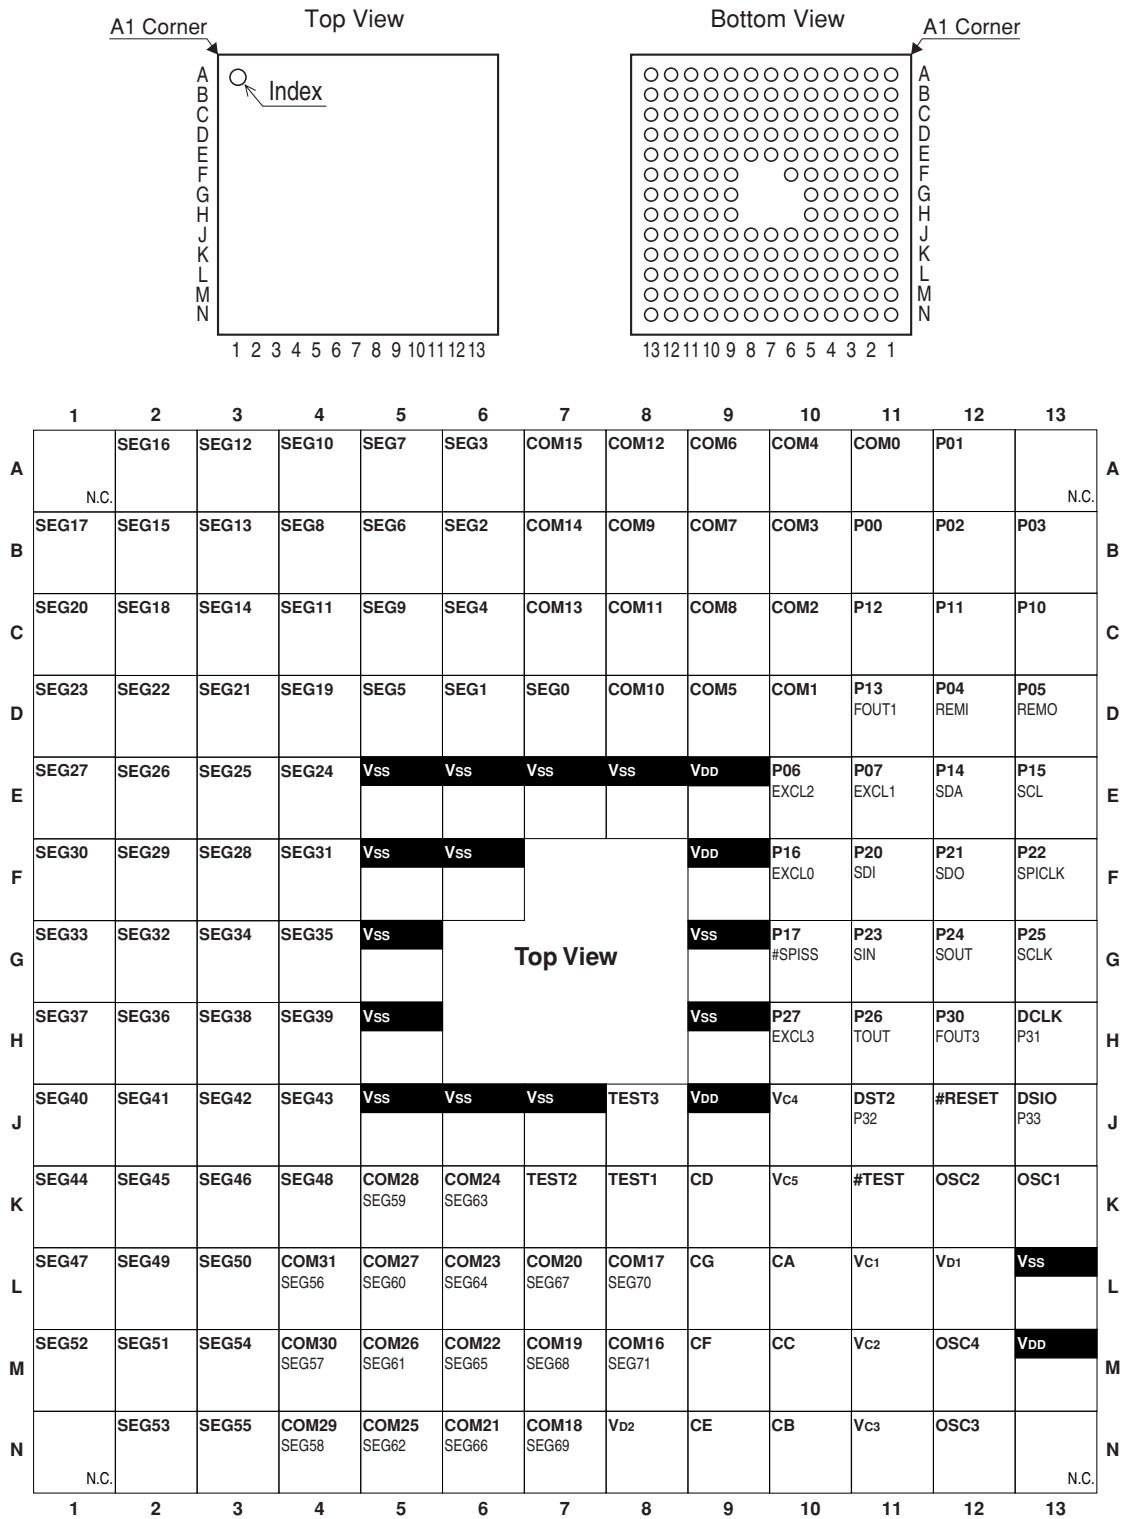 Top View
Bottom View
A1 Corner
A1 Corner
Index
A
B
C
D
E
F
G
H
J
K
L
M
N
1 2 3 4 5 6 7 8 9 10 11 12 13
A
B
C
D
E
F
G
H
J
K
L
M
N
13 12 11 10 9 8 7 6 5 4 3 2 1
1 2 3 4 5 6 7 8 9 10 11 12 13
A N.C. SEG16 SEG12 SEG10 SEG7 SEG3 COM15 COM12 COM6 COM4 COM0 P01 N.C. A
B SEG17 SEG15 SEG13 SEG8 SEG6 SEG2 COM14 COM9 COM7 COM3 P00 P02 P03 B
C SEG20 SEG18 SEG14 SEG11 SEG9 SEG4 COM13 COM11 COM8 COM2 P12 P11 P10 C
D SEG23 SEG22 SEG21 SEG19 SEG5 SEG1 SEG0 COM10 COM5 COM1 P13 P04 P05 D
FOUT1 REMI REMO
E SEG27 SEG26 SEG25 SEG24 VSS VSS VSS VSS VDD P06 P07 P14 P15 E
EXCL2 EXCL1 SDA SCL
F SEG30 SEG29 SEG28 SEG31 VSS VSS VDD P16 P20 P21 P22 F
EXCL0 SDI SDO SPICLK
G SEG33 SEG32 SEG34 SEG35 VSS Top View VSS P17 P23 P24 P25 G
#SPISS SIN SOUT SCLK
H SEG37 SEG36 SEG38 SEG39 VSS VSS P27 P26 P30 DCLK H
EXCL3 TOUT FOUT3 P31
J SEG40 SEG41 SEG42 SEG43 VSS VSS VSS TEST3 VDD VC4 DST2 #RESET DSIO J
P32 P33
K SEG44 SEG45 SEG46 SEG48 COM28 COM24 TEST2 TEST1 CD VC5 #TEST OSC2 OSC1 K
SEG59 SEG63
L SEG47 SEG49 SEG50 COM31 COM27 COM23 COM20 COM17 CG CA VC1 VD1 VSS L
SEG56 SEG60 SEG64 SEG67 SEG70
M SEG52 SEG51 SEG54 COM30 COM26 COM22 COM19 COM16 CF CC VC2 OSC4 VDD M
SEG57 SEG61 SEG65 SEG68 SEG71
N N.C. SEG53 SEG55 COM29 COM25 COM21 COM18 VD2 CE CB VC3 OSC3 N.C. N
SEG58 SEG62 SEG66 SEG69
1 2 3 4 5 6 7 8 9 10 11 12 13